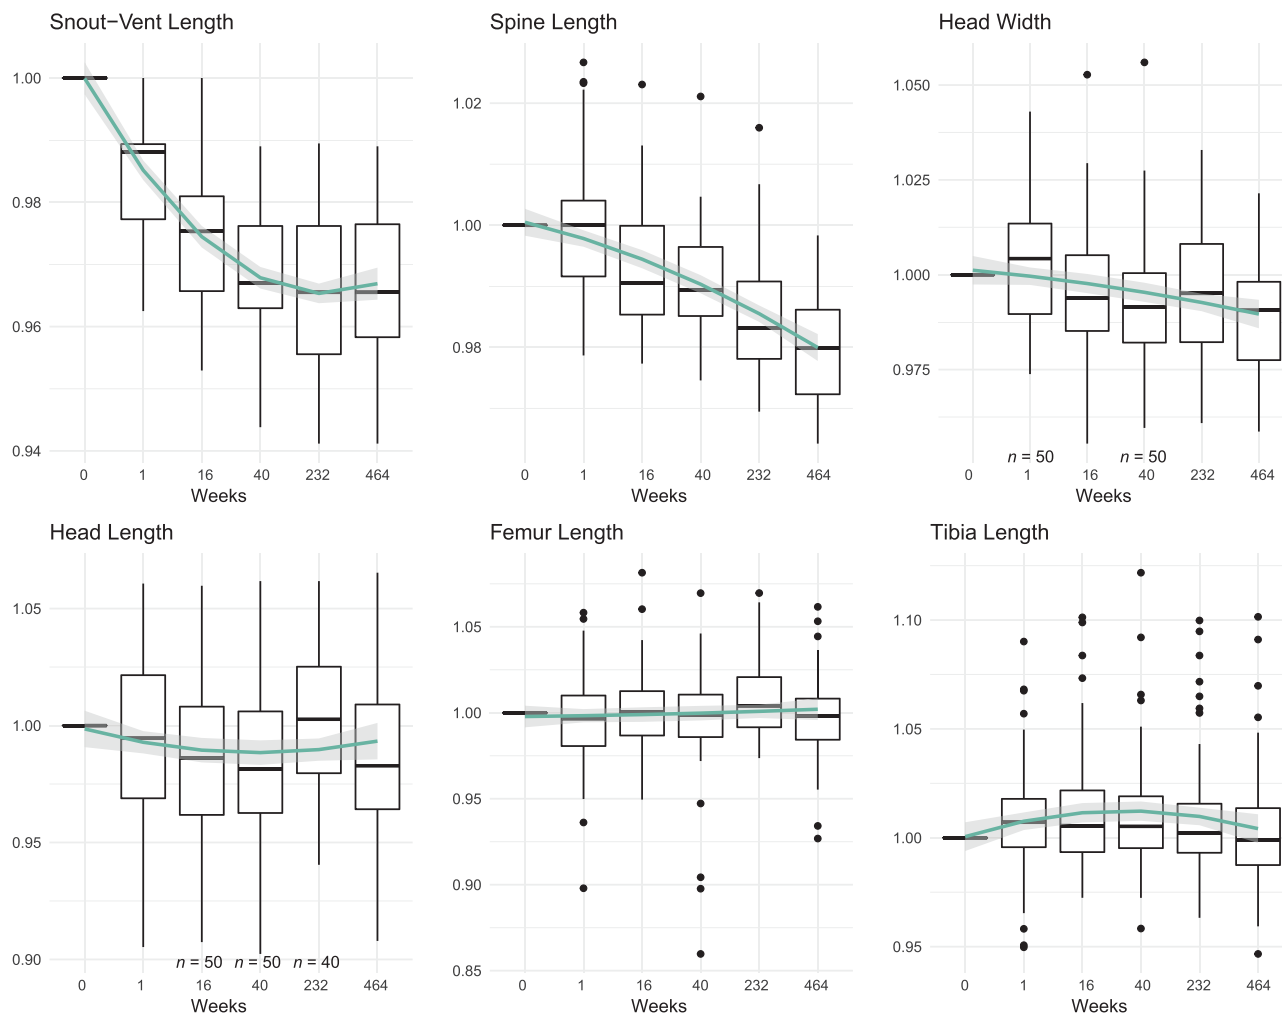 Snout−Vent Length
1.00
0.98
0.96
0.94
0 1 16 40 232 464
Weeks
Spine Length
1.02
1.00
0.98
0 1 16 40 232 464
Weeks
Head Width
1.050
1.025
1.000
0.975
n = 50 n = 50
0 1 16 40 232 464
Weeks
Head Length
1.05
1.00
0.95
0.90
n = 50 n = 50 n = 40
0 1 16 40 232 464
Weeks
Femur Length
1.05
1.00
0.95
0.90
0.85
0 1 16 40 232 464
Weeks
Tibia Length
1.10
1.05
1.00
0.95
0 1 16 40 232 464
Weeks